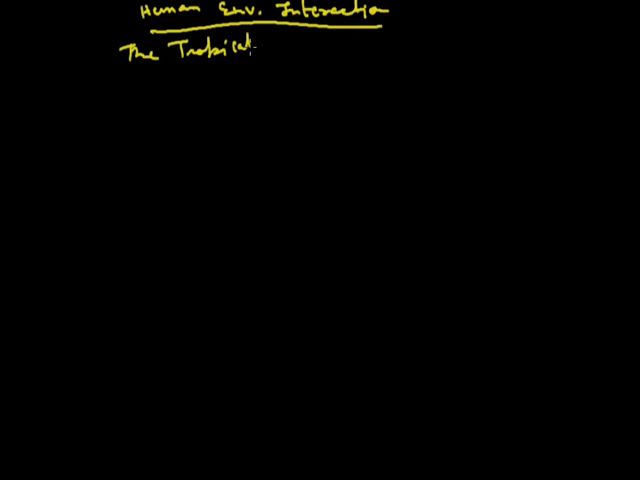 Human Env. Interaction
The Tropical